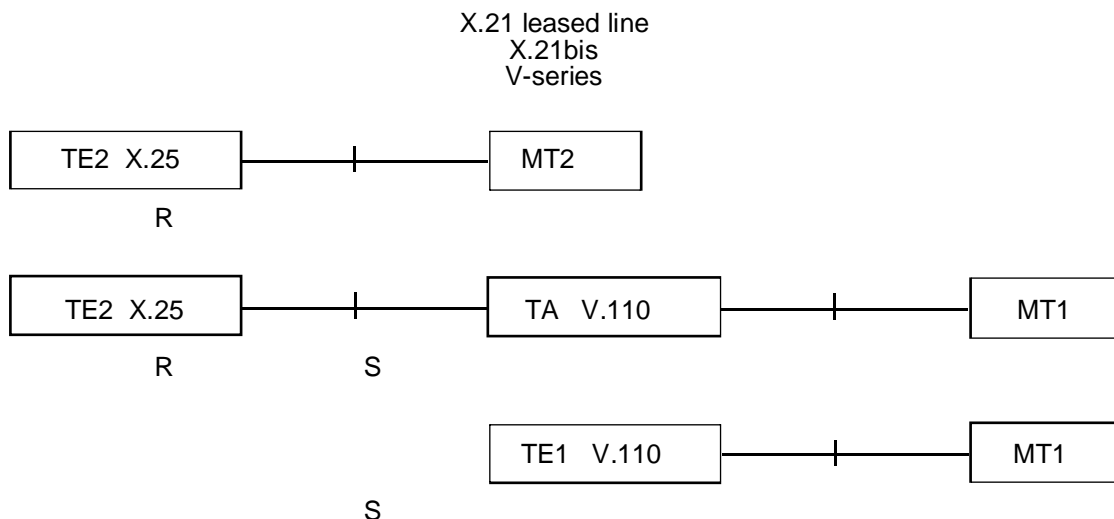 X.21 leased line
X.21bis
V-series
TE2 X.25 MT2
R
TE2 X.25 TA V.110 MT1
R S
TE1 V.110 MT1
S